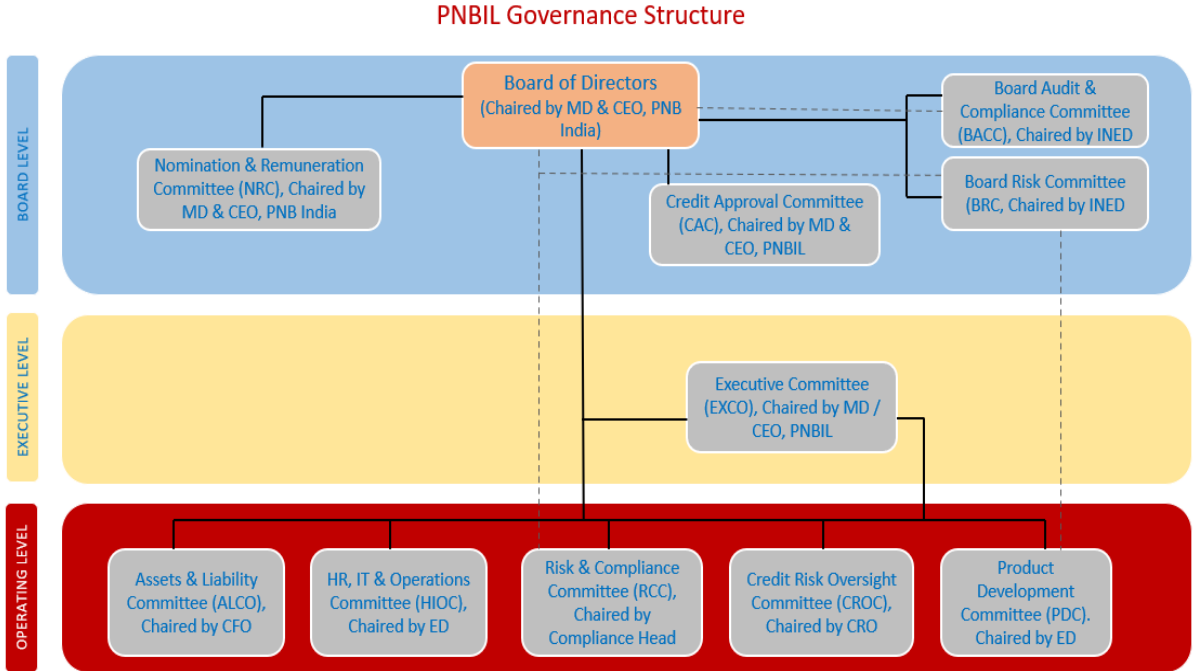 PNBIL Governance Structure
BOARD LEVEL
Board of Directors
(Chaired by MD & CEO, PNB
India)
Board Audit &
Compliance Committee
(BACC), Chaired by INED
Nomination & Remuneration
Committee (NRC), Chaired by
MD & CEO, PNB India
Credit Approval Committee
(CAC), Chaired by MD &
CEO, PNBIL
Board Risk Committee
(BRC, Chaired by INED
EXECUTIVE LEVEL
Executive Committee
(EXCO), Chaired by MD /
CEO, PNBIL
OPERATING LEVEL
Assets & Liability
Committee (ALCO),
Chaired by CFO
HR, IT & Operations
Committee (HIOC),
Chaired by ED
Risk & Compliance
Committee (RCC),
Chaired by
Compliance Head
Credit Risk Oversight
Committee (CROC),
Chaired by CRO
Product
Development
Committee (PDC).
Chaired by ED